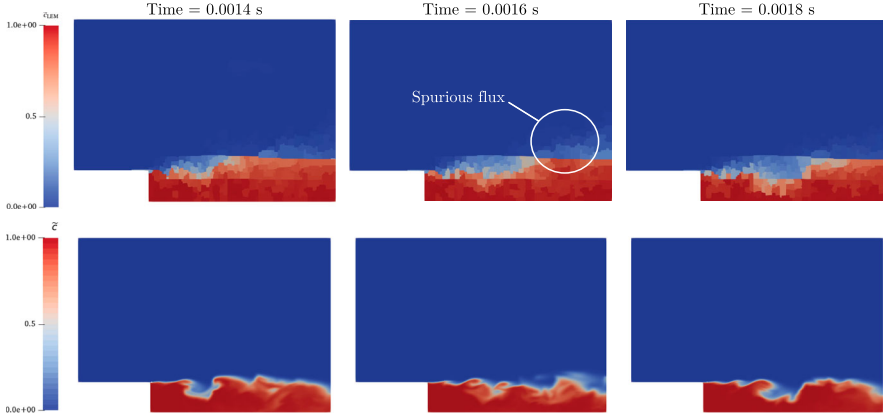 Time = 0.0014 s
Time = 0.0016 s
Time = 0.0018 s
c̄LEM
1.0e+00
0.5
0.0e+00
Spurious flux
c̃
1.0e+00
0.5
0.0e+00